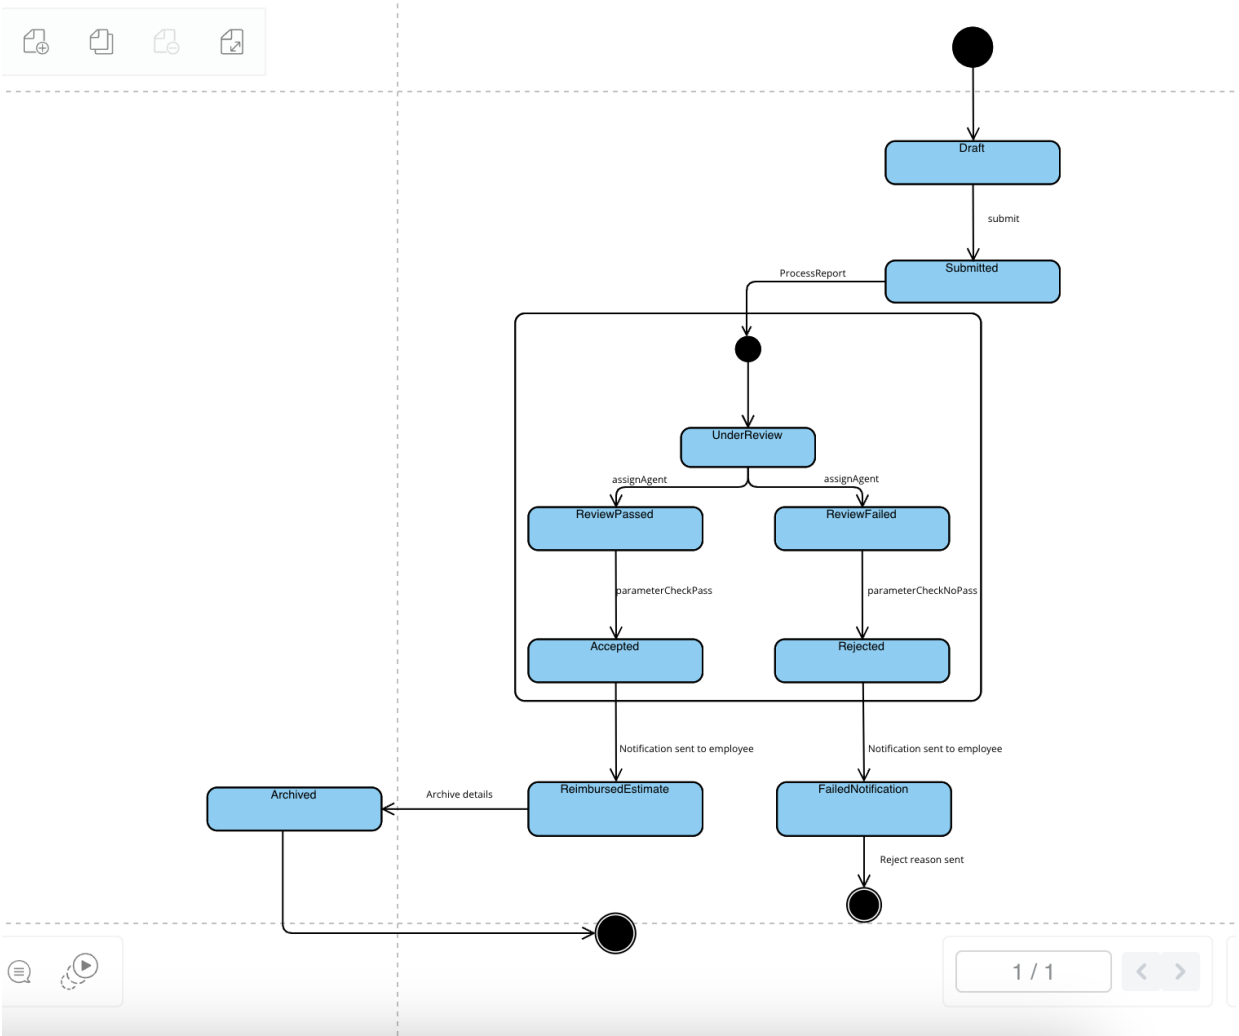 Draft
submit
Submitted
ProcessReport
UnderReview
assignAgent
assignAgent
ReviewPassed
ReviewFailed
parameterCheckPass
parameterCheckNoPass
Accepted
Rejected
Notification sent to employee
Notification sent to employee
Archived
Archive details
ReimbursedEstimate
FailedNotification
Reject reason sent
1 / 1